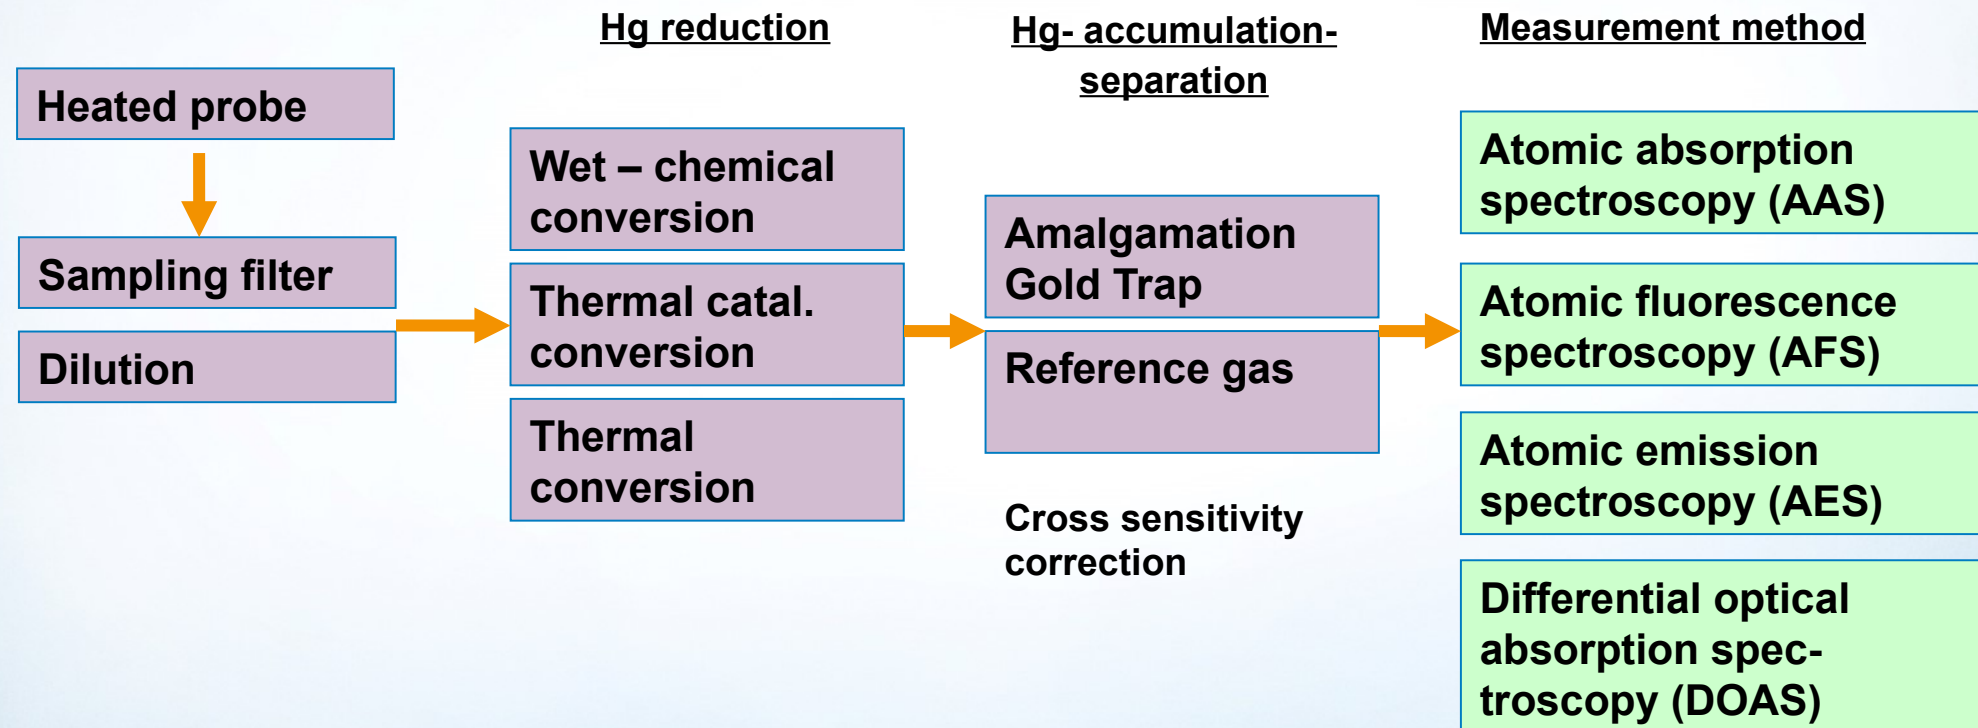 Hg reduction
Hg- accumulation-
separation
Measurement method
Heated probe
Sampling filter
Dilution
Wet – chemical
conversion
Thermal catal.
conversion
Thermal
conversion
Amalgamation
Gold Trap
Reference gas
Cross sensitivity
correction
Atomic absorption
spectroscopy (AAS)
Atomic fluorescence
spectroscopy (AFS)
Atomic emission
spectroscopy (AES)
Differential optical
absorption spec-
troscopy (DOAS)